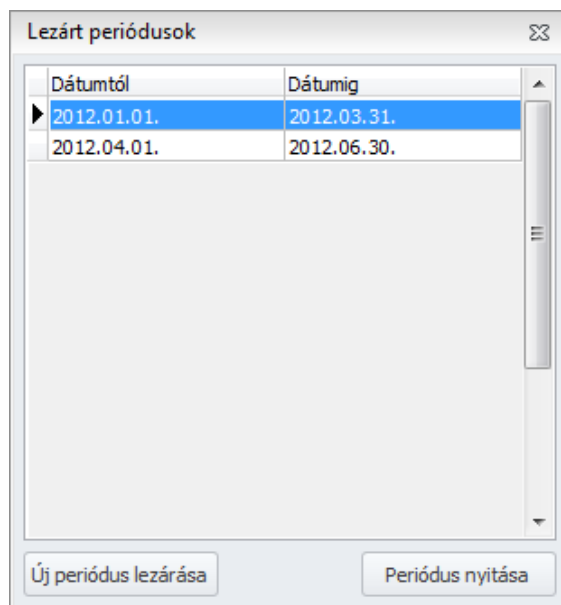 Lezárt periódusok
Dátumtól Dátumig
2012.01.01. 2012.03.31.
2012.04.01. 2012.06.30.
Új periódus lezárása Periódus nyitása